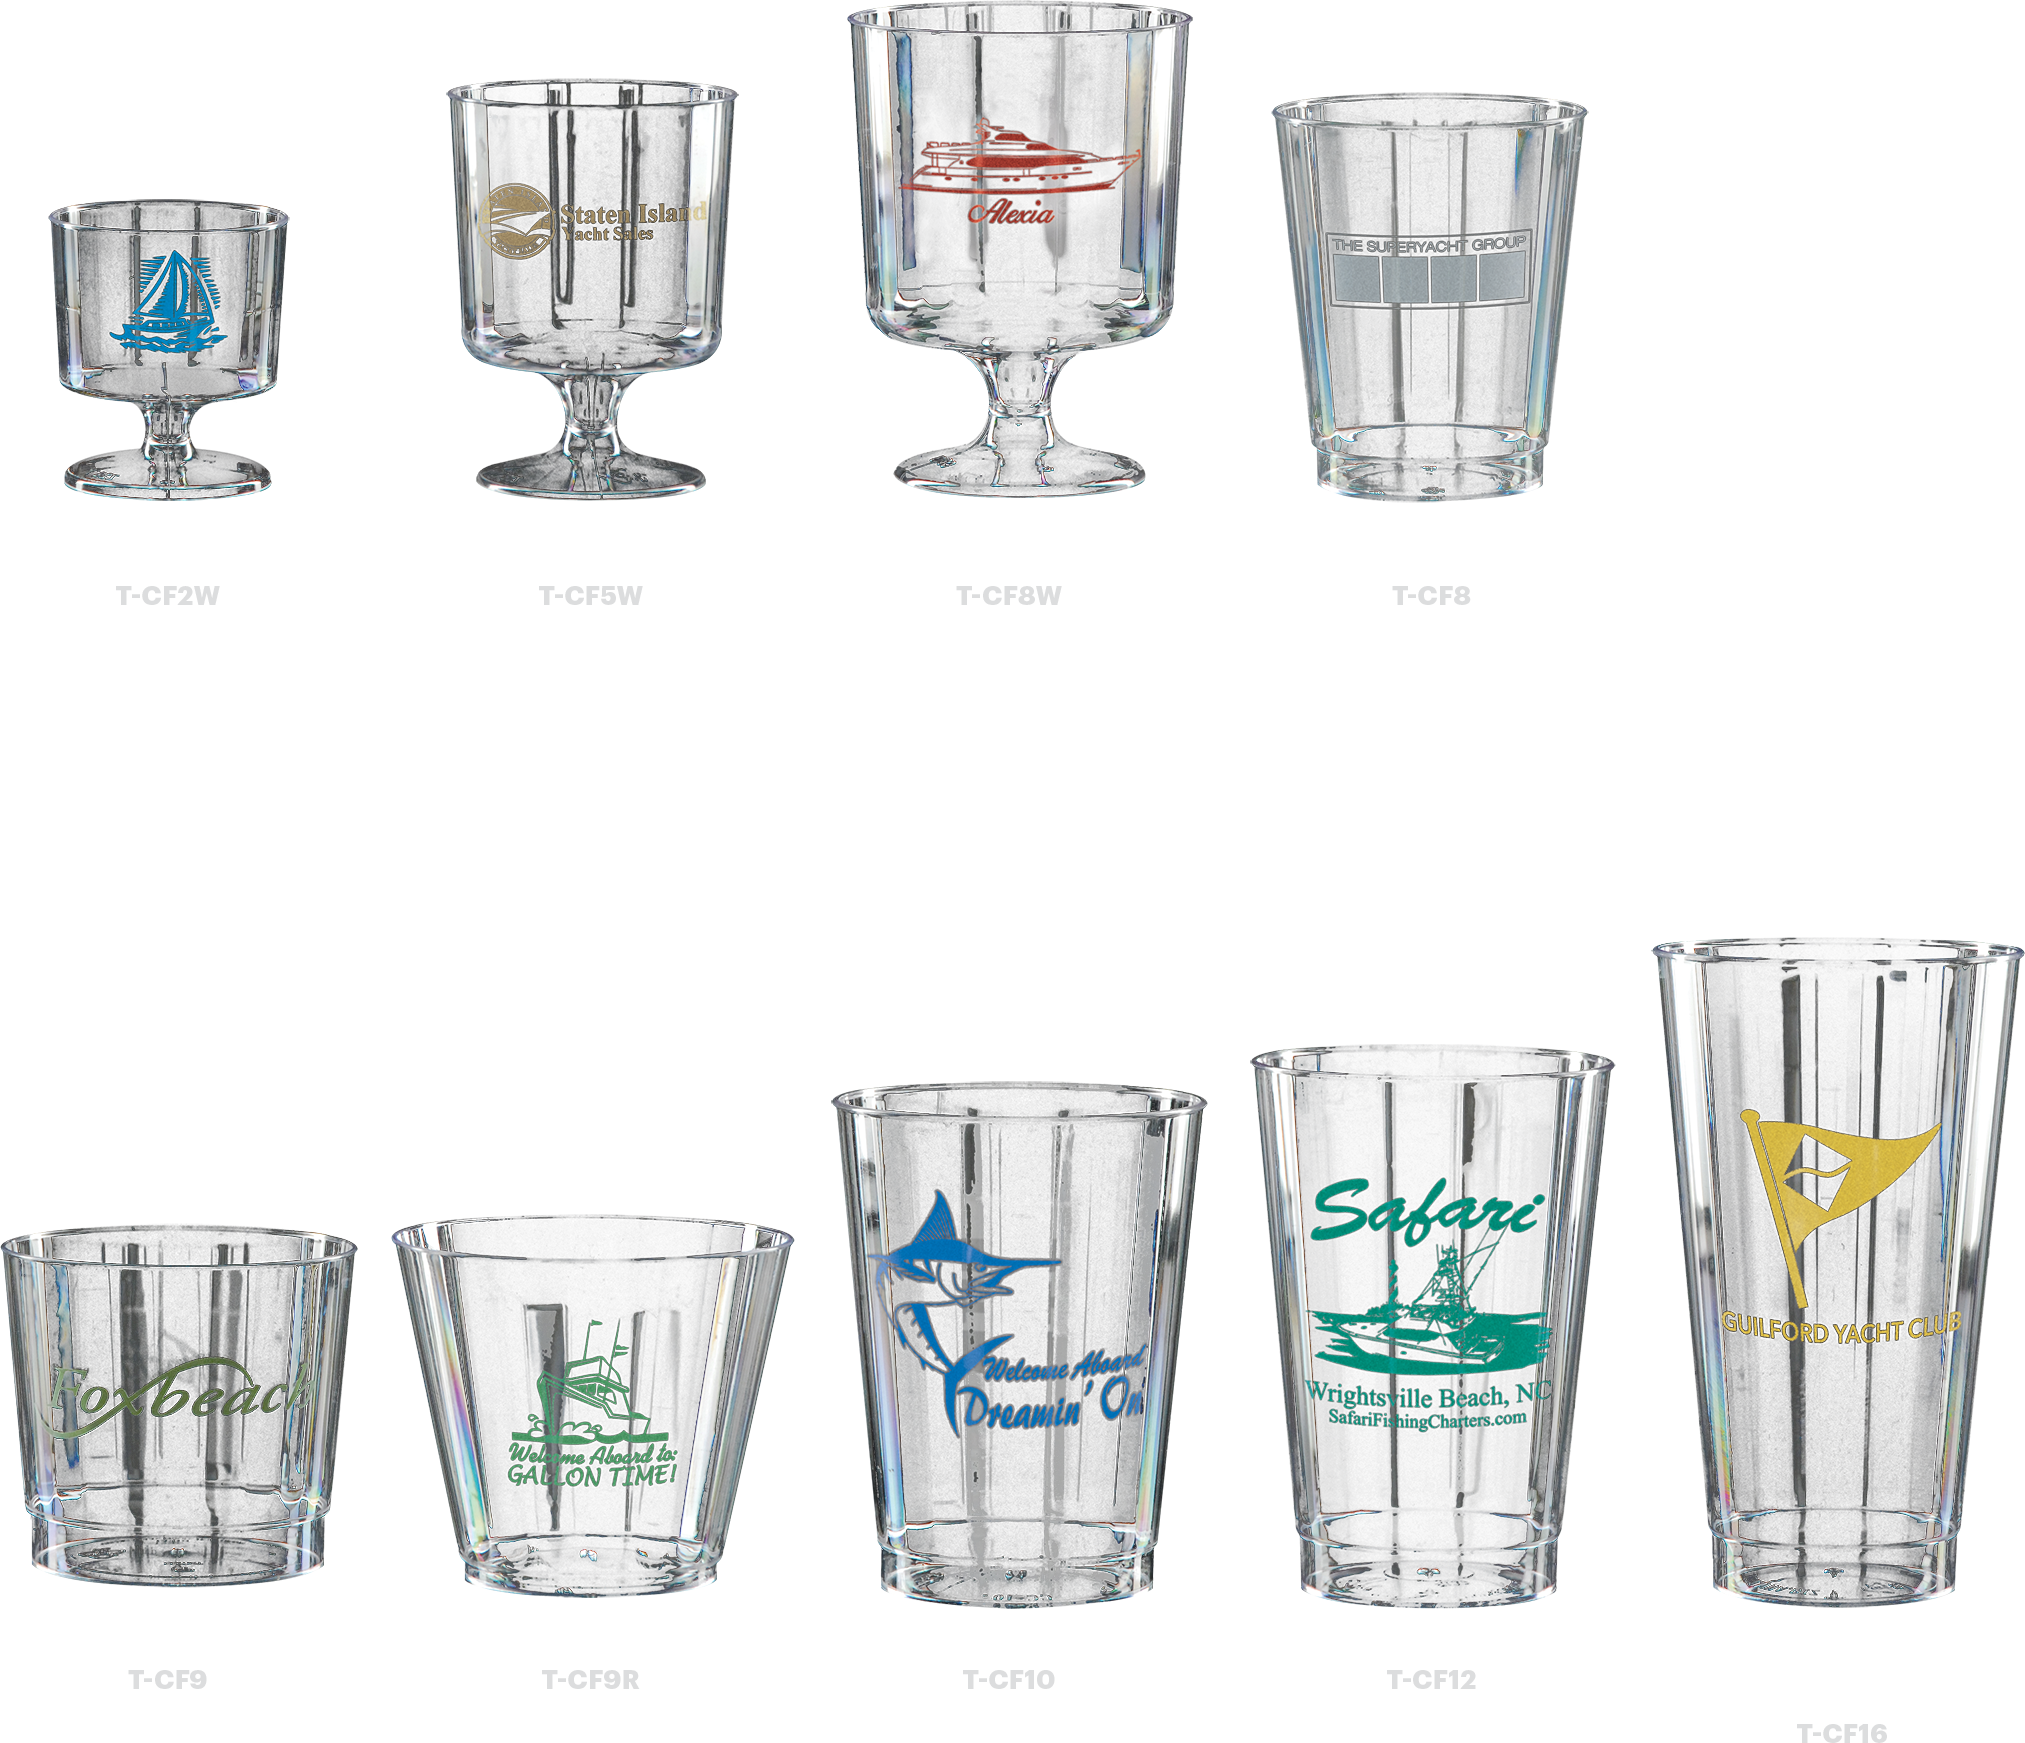 Staten Island
Yacht Sales
Alexia
THE SUPERYACHT GROUP
T-CF2W
T-CF5W
T-CF8W
T-CF8
Foxbeach
Welcome Aboard to:
GALLON TIME!
Welcome Aboard
Dreamin' On
Safari
Wrightsville Beach, NC
SafariFishingCharters.com
GUILFORD YACHT CLUB
T-CF9
T-CF9R
T-CF10
T-CF12
T-CF16